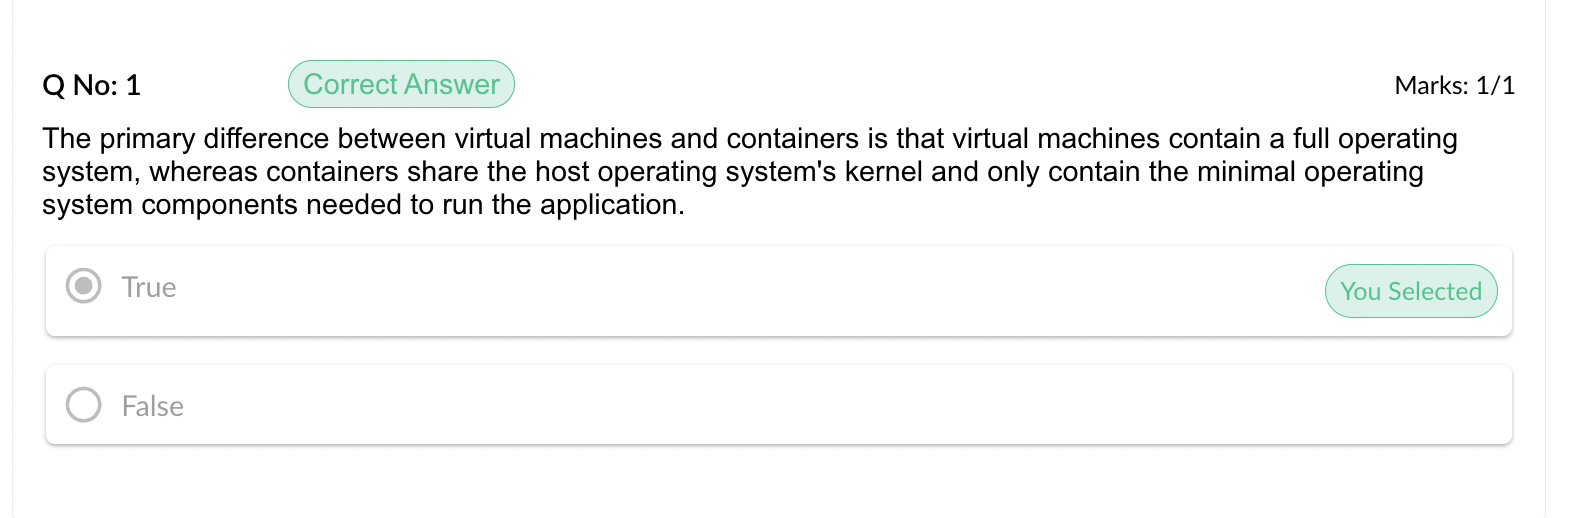 Q No: 1 Correct Answer Marks: 1/1
The primary difference between virtual machines and containers is that virtual machines contain a full operating
system, whereas containers share the host operating system's kernel and only contain the minimal operating
system components needed to run the application.
True You Selected
False